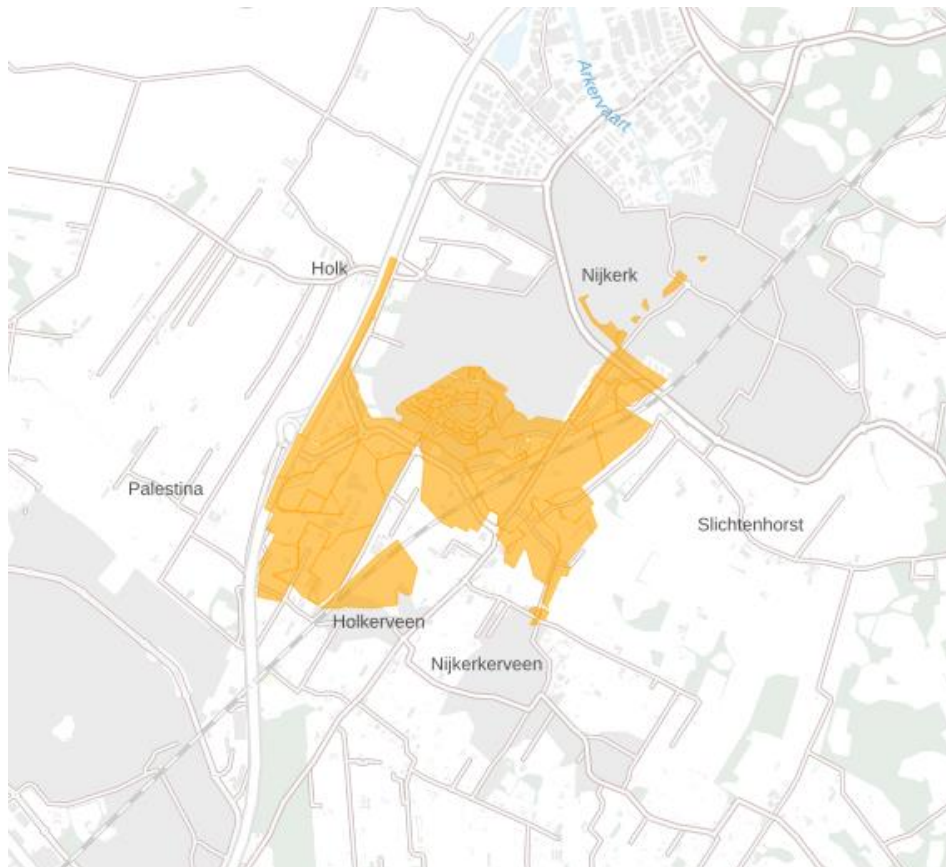 Arkervaart
Holk
Nijkerk
Palestina
Slichtenhorst
Holkerveen
Nijkerkerveen